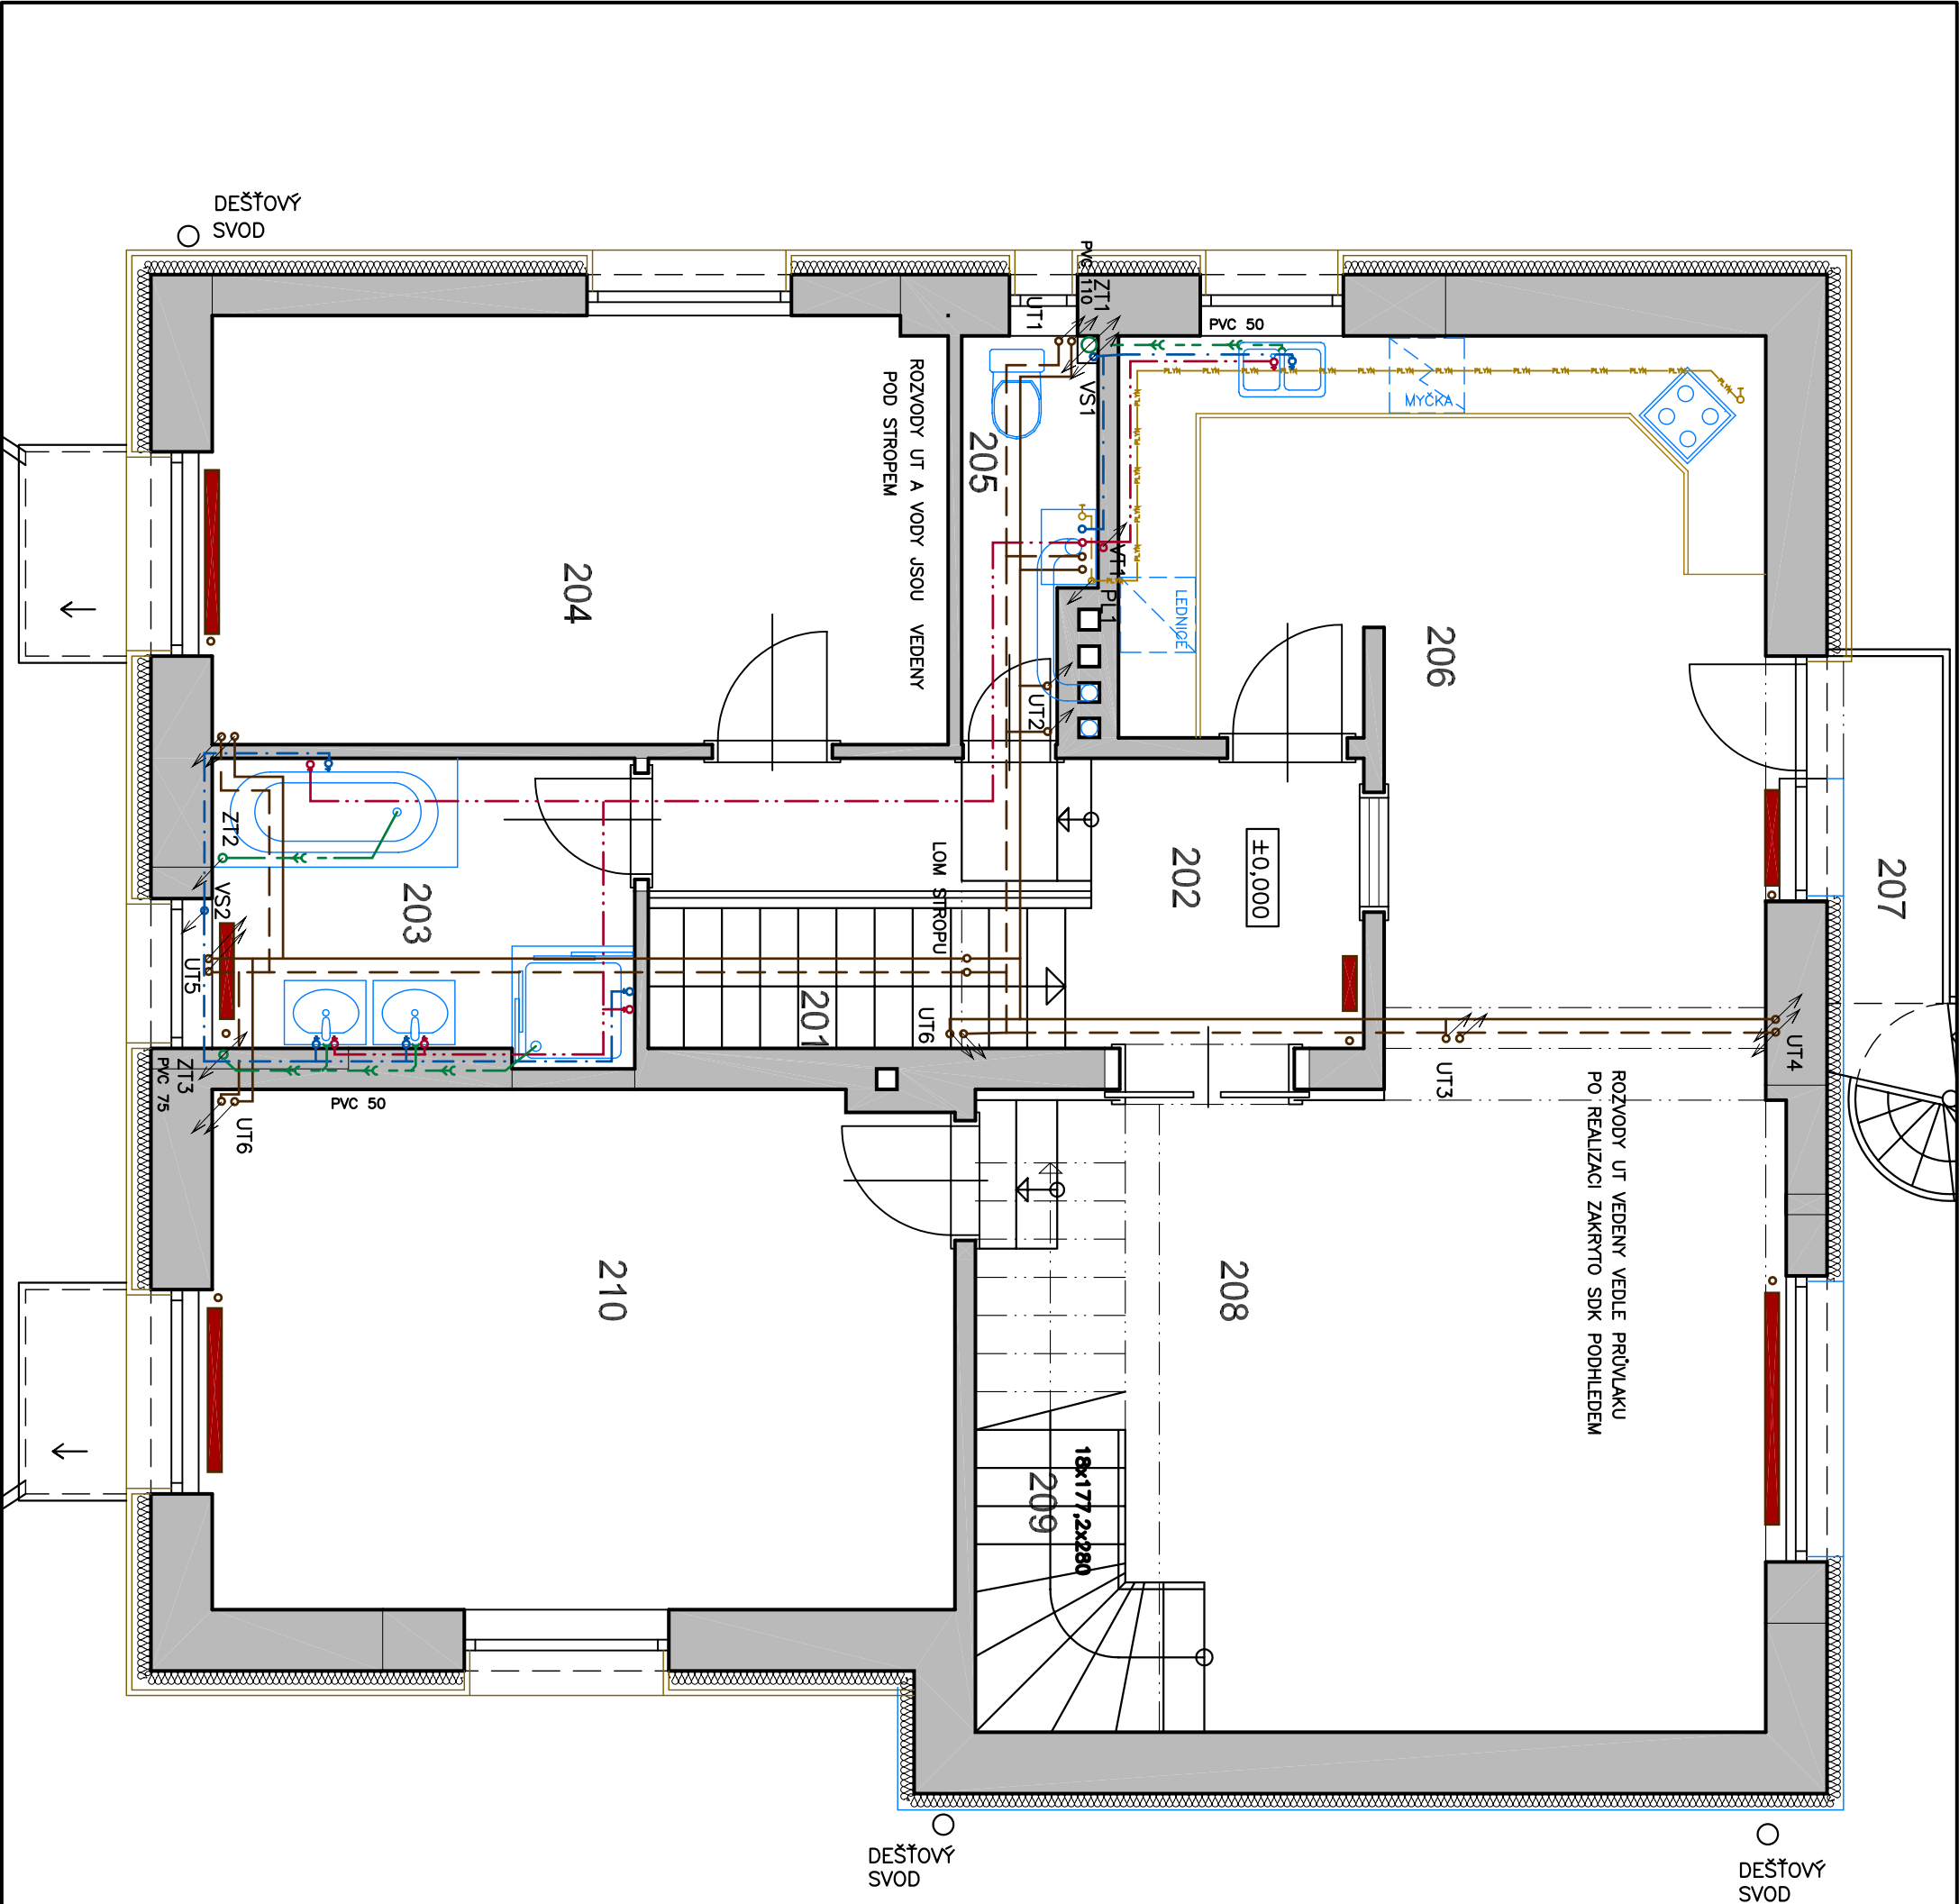 DEŠŤOVÝ
SVOD
PVC 110
ZT1
UT1
PVC 50
VS1
MYČKA
PLYN
ROZVODY UT A VODY JSOU VEDENY
POD STROPEM
205
204
VT1
PL1
LEDNICE
206
UT2
207
ZT2
VS2
203
LOM STROPU
202
±0,000
UT5
201
UT6
ZT3
PVC 75
PVC 50
UT6
UT3
UT4
ROZVODY UT VEDENY VEDLE PRŮVLAKU
PO REALIZACI ZAKRYTO SDK PODHLEDEM
210
208
209
18x177,2x280
DEŠŤOVÝ
SVOD
DEŠŤOVÝ
SVOD